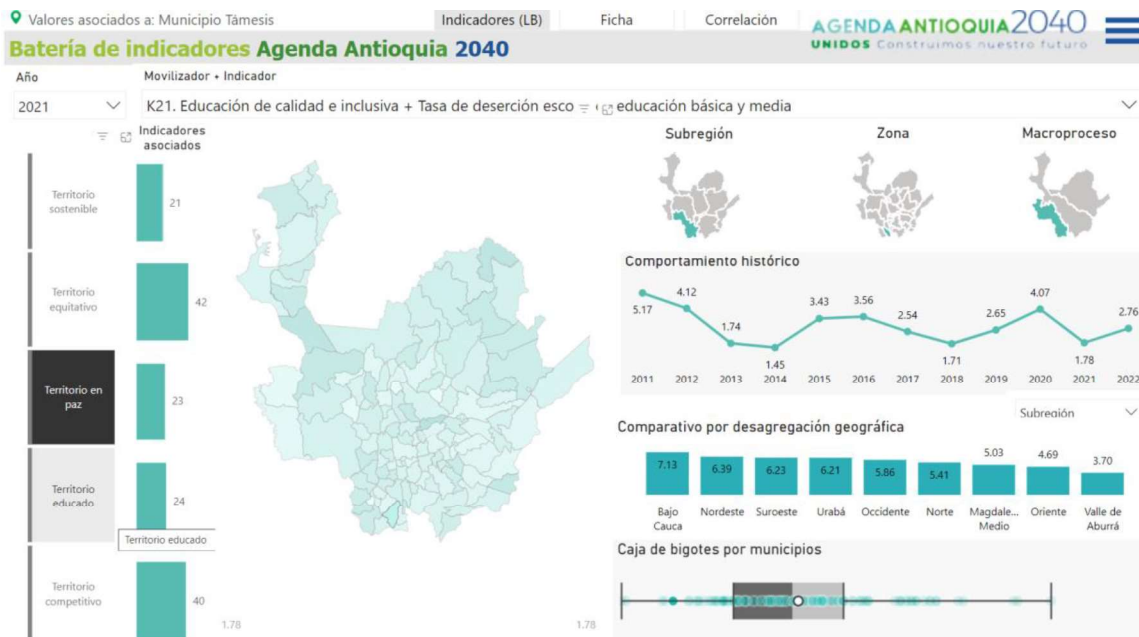 Valores asociados a: Municipio Támesis
Indicadores (LB)
Ficha
Correlación
AGENDA ANTIOQUIA 2040
UNIDOS Construimos nuestro futuro
Batería de indicadores Agenda Antioquia 2040
Año
Movilizador + Indicador
2021
K21. Educación de calidad e inclusiva + Tasa de deserción esco
educación básica y media
Indicadores
asociados
Territorio
sostenible
21
Territorio
equitativo
42
Territorio en
paz
23
Territorio
educado
24
Territorio educado
Territorio
competitivo
40
1.78
1.78
Subregión
Zona
Macroproceso
Comportamiento histórico
5.17
4.12
1.74
1.45
3.43
3.56
2.54
1.71
2.65
4.07
1.78
2.76
2011
2012
2013
2014
2015
2016
2017
2018
2019
2020
2021
2022
Subregión
Comparativo por desagregación geográfica
7.13
6.39
6.23
6.21
5.86
5.41
5.03
4.69
3.70
Bajo
Cauca
Nordeste
Suroeste
Urabá
Occidente
Norte
Magdale...
Medio
Oriente
Valle de
Aburrá
Caja de bigotes por municipios